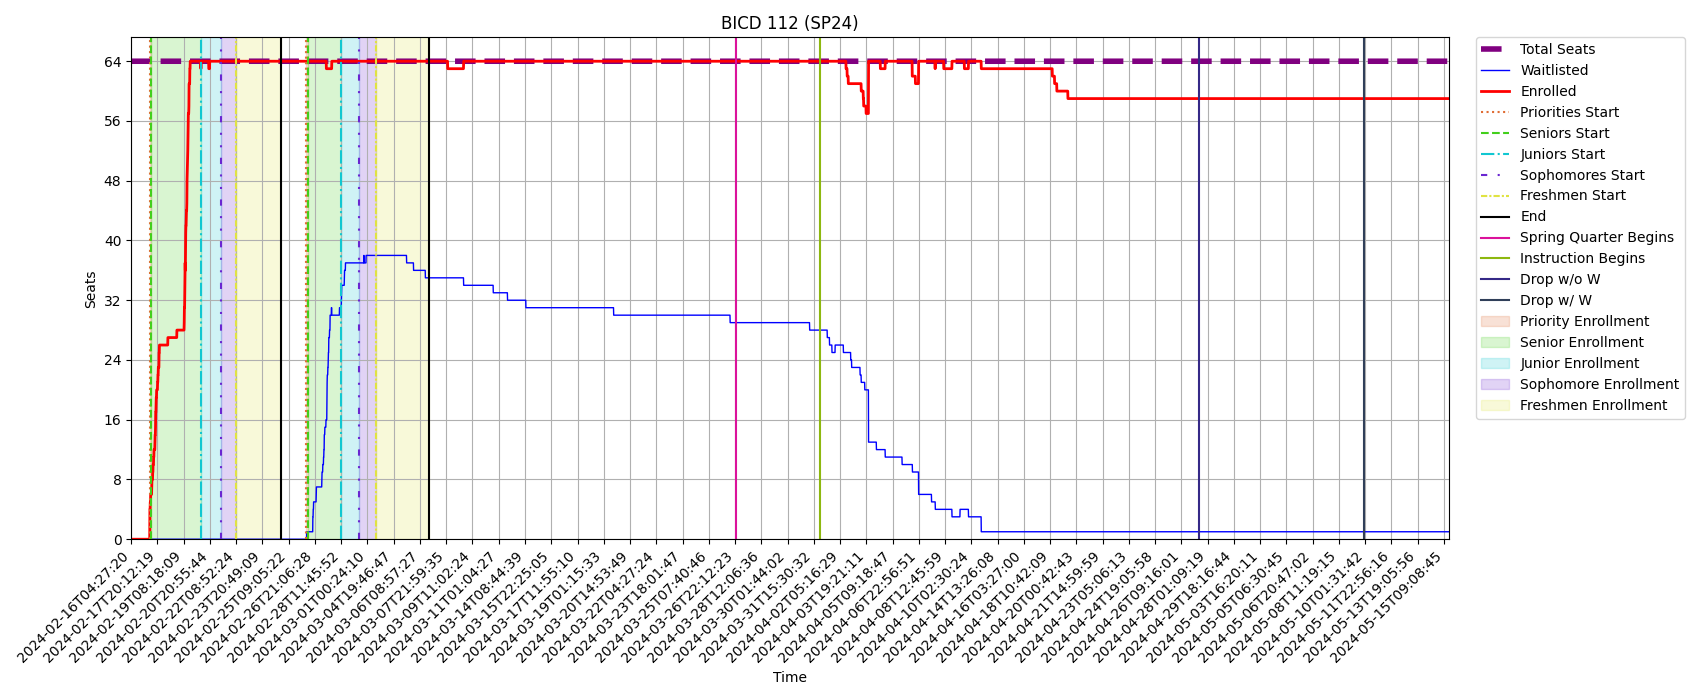 BICD 112 (SP24)
Seats
64
56
48
40
32
24
16
8
0
2024-02-16T04:27:20
2024-02-17T20:12:19
2024-02-19T08:18:09
2024-02-20T20:55:44
2024-02-22T08:52:24
2024-02-23T20:49:09
2024-02-25T09:05:22
2024-02-26T21:06:28
2024-02-28T11:45:52
2024-03-01T00:24:10
2024-03-04T19:46:47
2024-03-06T08:57:27
2024-03-07T21:59:35
2024-03-11T11:02:24
2024-03-13T01:04:27
2024-03-14T08:44:39
2024-03-15T22:25:05
2024-03-17T11:55:10
2024-03-19T01:15:33
2024-03-20T14:53:49
2024-03-22T04:27:24
2024-03-23T18:01:47
2024-03-25T07:40:46
2024-03-26T22:12:23
2024-03-28T12:06:36
2024-03-30T01:44:02
2024-03-31T15:30:32
2024-04-02T05:16:29
2024-04-03T19:21:11
2024-04-05T09:18:47
2024-04-06T22:56:51
2024-04-08T12:45:59
2024-04-10T02:30:24
2024-04-14T13:26:08
2024-04-16T03:27:00
2024-04-18T10:42:09
2024-04-20T00:42:43
2024-04-21T14:59:59
2024-04-23T05:06:13
2024-04-24T19:05:58
2024-04-26T09:16:01
2024-04-28T01:09:19
2024-04-29T18:16:44
2024-05-03T16:20:11
2024-05-05T06:30:45
2024-05-06T20:47:02
2024-05-08T11:19:15
2024-05-10T01:31:42
2024-05-11T22:56:16
2024-05-13T19:05:56
2024-05-15T09:08:45
Time
Total Seats
Waitlisted
Enrolled
Priorities Start
Seniors Start
Juniors Start
Sophomores Start
Freshmen Start
End
Spring Quarter Begins
Instruction Begins
Drop w/o W
Drop w/ W
Priority Enrollment
Senior Enrollment
Junior Enrollment
Sophomore Enrollment
Freshmen Enrollment